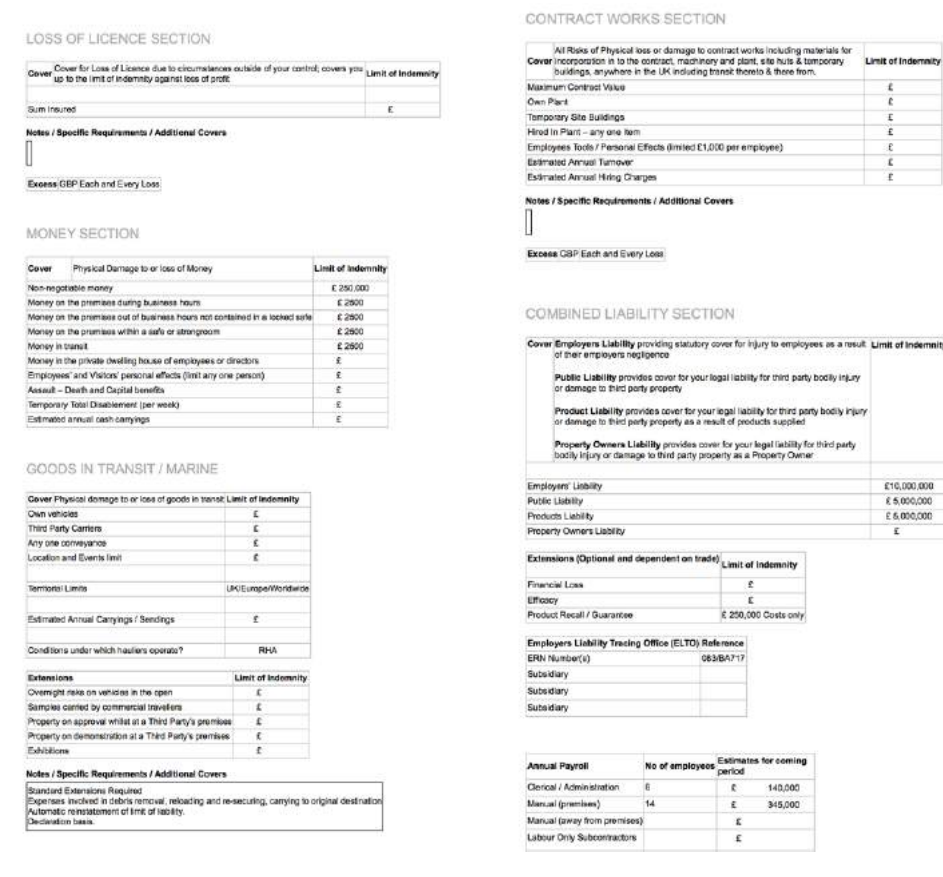 LOSS OF LICENCE SECTION
Cover Cover for Loss of Licence due to circumstances outside of your control; covers you up to the limit of indemnity against loss of profit Limit of Indemnity
Sum Insured £
Notes / Specific Requirements / Additional Covers
Excess GBP Each and Every Loss
MONEY SECTION
Cover Physical Damage to or loss of Money Limit of Indemnity
Non-negotiable money £ 250,000
Money on the premises during business hours £ 2500
Money on the premises out of business hours not contained in a locked safe £ 2500
Money on the premises within a safe or strongroom £ 2500
Money in transit £ 2500
Money in the private dwelling house of employees or directors £
Employees' and Visitors' personal effects (limit any one person) £
Assault – Death and Capital benefits £
Temporary Total Disablement (per week) £
Estimated annual cash carryings £
GOODS IN TRANSIT / MARINE
Cover Physical damage to or loss of goods in transit Limit of Indemnity
Own vehicles £
Third Party Carriers £
Any one conveyance £
Location and Events limit £
Territorial Limits UK/Europe/Worldwide
Estimated Annual Carryings / Sendings £
Conditions under which hauliers operate? RHA
Extensions Limit of Indemnity
Overnight risks on vehicles in the open £
Samples carried by commercial travellers £
Property on approval whilst at a Third Party's premises £
Property on demonstration at a Third Party's premises £
Exhibitions £
Notes / Specific Requirements / Additional Covers
Standard Extensions Required
Expenses involved in debris removal, reloading and re-securing, carrying to original destination
Automatic reinstatement of limit of liability.
Declaration basis.
CONTRACT WORKS SECTION
Cover All Risks of Physical loss or damage to contract works including materials for incorporation in to the contract, machinery and plant, site huts & temporary buildings, anywhere in the UK including transit thereto & there from. Limit of Indemnity
Maximum Contract Value £
Own Plant £
Temporary Site Buildings £
Hired In Plant – any one item £
Employees Tools / Personal Effects (limited £1,000 per employee) £
Estimated Annual Turnover £
Estimated Annual Hiring Charges £
Notes / Specific Requirements / Additional Covers
Excess GBP Each and Every Loss
COMBINED LIABILITY SECTION
Cover Employers Liability providing statutory cover for injury to employees as a result Limit of Indemnity
of their employers negligence
Public Liability provides cover for your legal liability for third party bodily injury
or damage to third party property
Product Liability provides cover for your legal liability for third party bodily injury
or damage to third party property as a result of products supplied
Property Owners Liability provides cover for your legal liability for third party
bodily injury or damage to third party property as a Property Owner
Employers' Liability £10,000,000
Public Liability £ 5,000,000
Products Liability £ 5,000,000
Property Owners Liability £
Extensions (Optional and dependent on trade) Limit of Indemnity
Financial Loss £
Efficacy £
Product Recall / Guarantee £ 250,000 Costs only
Employers Liability Tracing Office (ELTO) Reference
ERN Number(s) 083/BA717
Subsidiary
Subsidiary
Subsidiary
Annual Payroll No of employees Estimates for coming period
Clerical / Administration 6 £ 140,000
Manual (premises) 14 £ 345,000
Manual (away from premises) £
Labour Only Subcontractors £